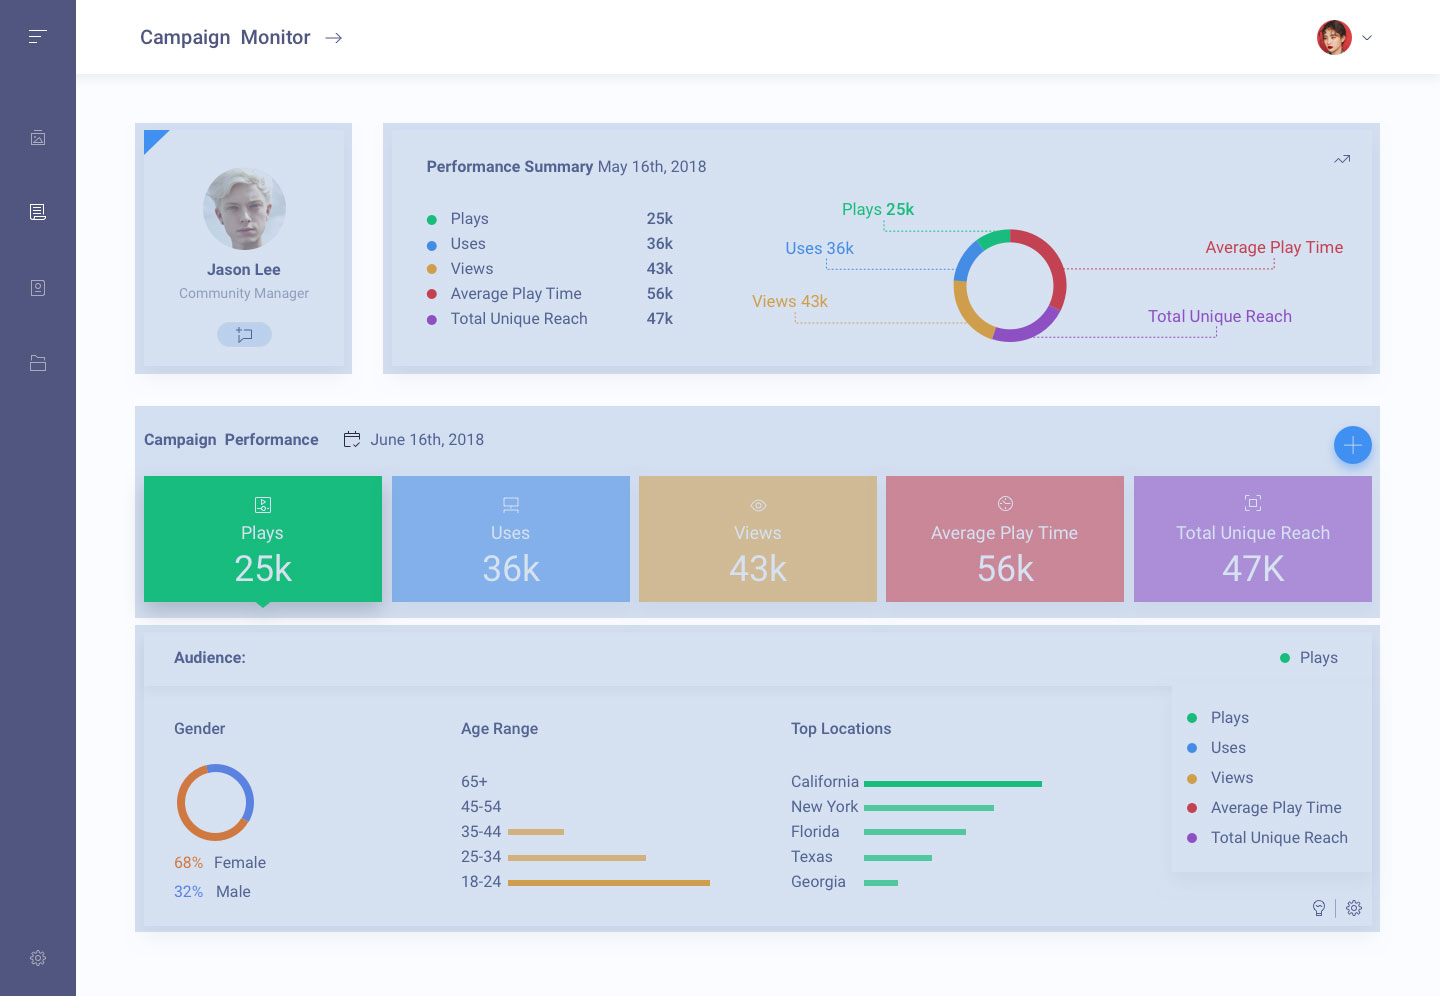 Campaign Monitor
Jason Lee
Community Manager
Performance Summary May 16th, 2018
Plays 25k
Uses 36k
Views 43k
Average Play Time 56k
Total Unique Reach 47k
Plays 25k
Uses 36k
Views 43k
Average Play Time
Total Unique Reach
Campaign Performance June 16th, 2018
Plays
25k
Uses
36k
Views
43k
Average Play Time
56k
Total Unique Reach
47K
Audience:
Plays
Gender
68% Female
32% Male
Age Range
65+
45-54
35-44
25-34
18-24
Top Locations
California
New York
Florida
Texas
Georgia
Plays
Uses
Views
Average Play Time
Total Unique Reach